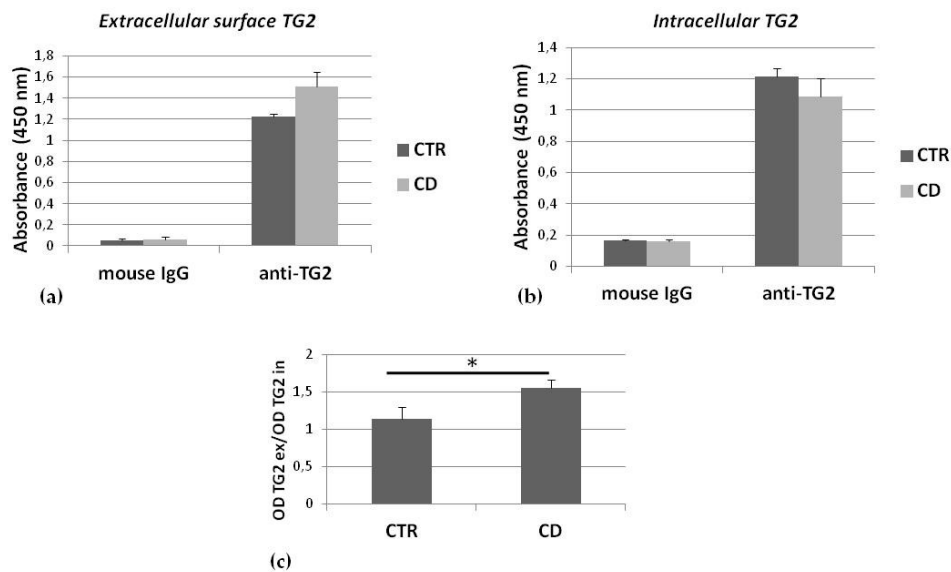 Extracellular surface TG2
Absorbance (450 nm)
1,8
1,6
1,4
1,2
1
0,8
0,6
0,4
0,2
0
mouse IgG
anti-TG2
CTR
CD
(a)
Intracellular TG2
Absorbance (450 nm)
1,4
1,2
1
0,8
0,6
0,4
0,2
0
mouse IgG
anti-TG2
CTR
CD
(b)
OD TG2 ex/OD TG2 in
2
1,5
1
0,5
0
*
CTR
CD
(c)